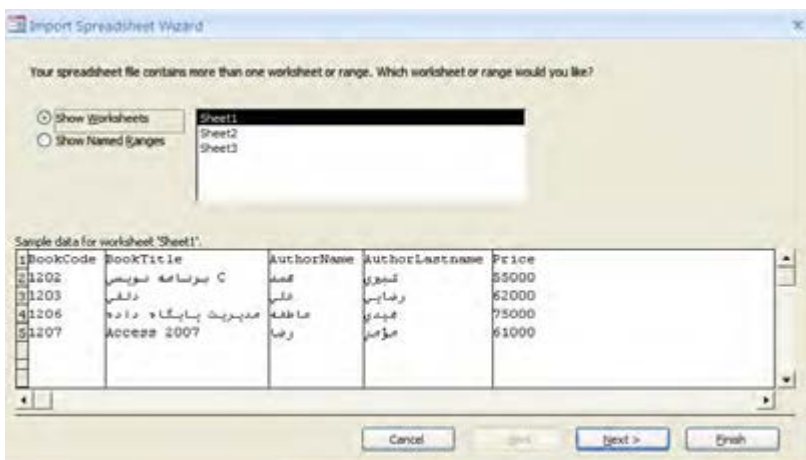 Import Spreadsheet Wizard
Your spreadsheet file contains more than one worksheet or range. Which worksheet or range would you like?
Show Worksheets
Show Named Ranges
Sheet1
Sheet2
Sheet3
Sample data for worksheet 'Sheet1'.
1 BookCode BookTitle AuthorName AuthorLastname Price
2 1202 برنامه نویسی C محمد کبیری 55000
3 1203 دلفی علی رضایی 62000
4 1206 مدیریت پایگاه داده عاطفه مجیدی 75000
5 1207 Access 2007 رضا مؤمن 61000
Cancel Back Next > Finish